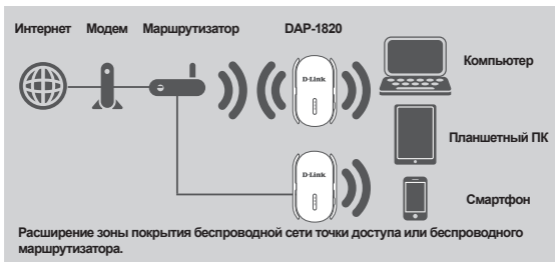 Интернет Модем Маршрутизатор DAP-1820
D-Link
Компьютер
Планшетный ПК
D-Link
Смартфон
Расширение зоны покрытия беспроводной сети точки доступа или беспроводного
маршрутизатора.